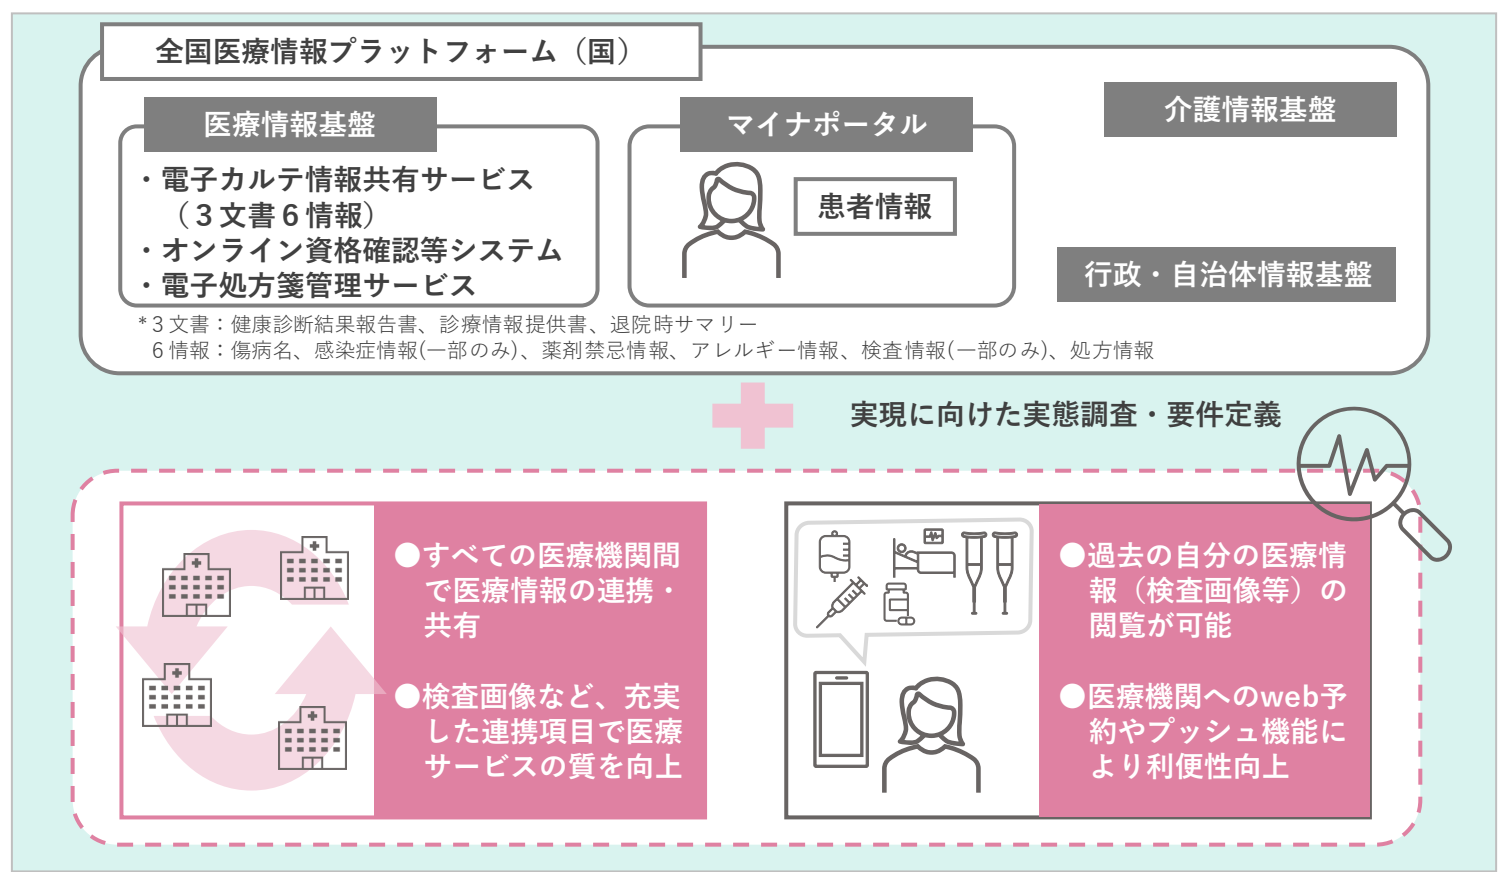 全国医療情報プラットフォーム（国）
医療情報基盤
・電子カルテ情報共有サービス
（３文書６情報）
・オンライン資格確認等システム
・電子処方箋管理サービス
マイナポータル
患者情報
介護情報基盤
行政・自治体情報基盤
*３文書：健康診断結果報告書、診療情報提供書、退院時サマリー
６情報：傷病名、感染症情報(一部のみ)、薬剤禁忌情報、アレルギー情報、検査情報(一部のみ)、処方情報
実現に向けた実態調査・要件定義
●すべての医療機関間
で医療情報の連携・
共有
●検査画像など、充実
した連携項目で医療
サービスの質を向上
●過去の自分の医療情
報（検査画像等）の
閲覧が可能
●医療機関へのweb予
約やプッシュ機能に
より利便性向上